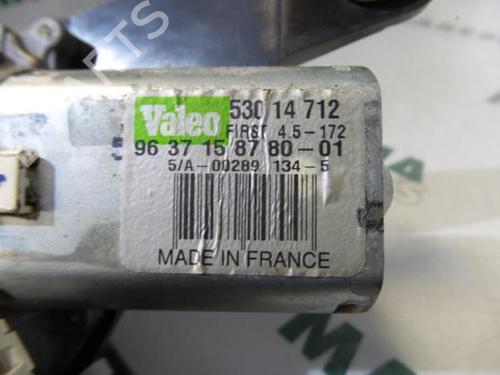 Valeo 530 14 712
FIRST 4.5-172
96 37 15 87 80-01
5/A-00289 134-5
MADE IN FRANCE